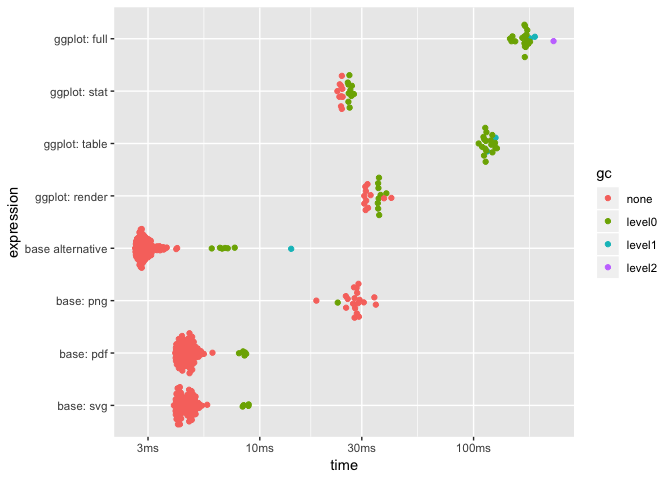 ggplot: full
ggplot: stat
ggplot: table
ggplot: render
base alternative
base: png
base: pdf
base: svg
expression
3ms
10ms
30ms
100ms
time
gc
none
level0
level1
level2